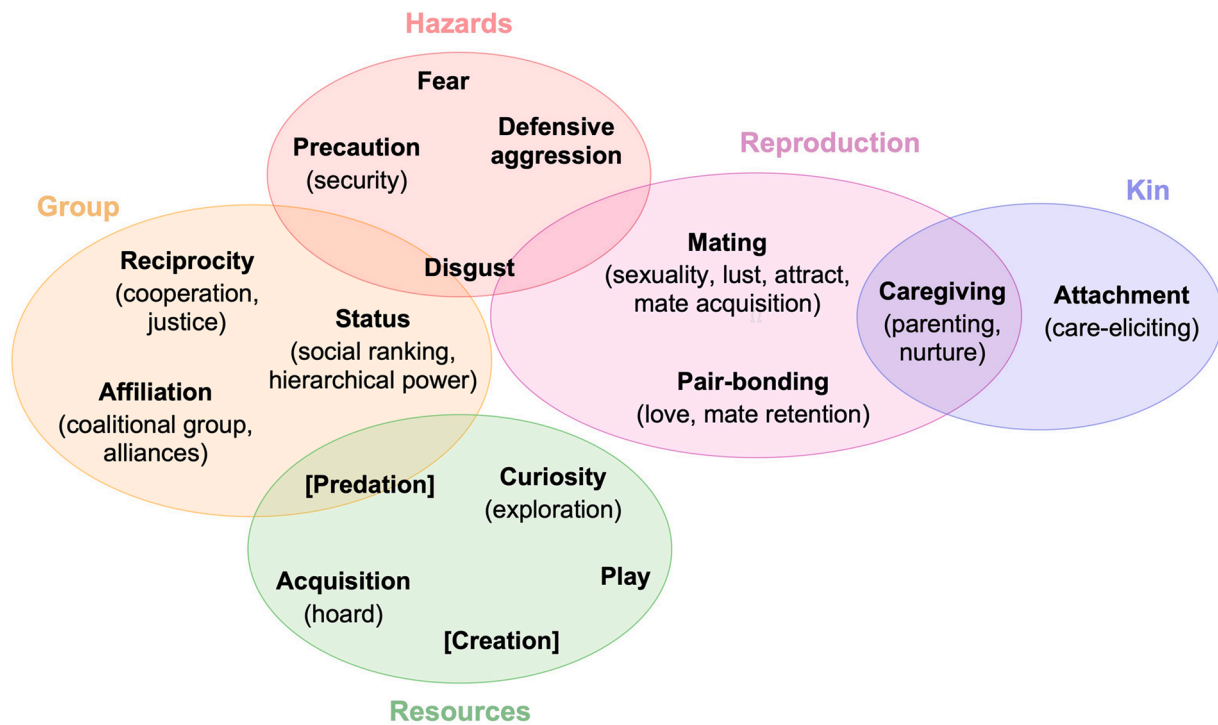 Hazards
Fear
Defensive
aggression
Precaution
(security)
Disgust
Group
Reciprocity
(cooperation,
justice)
Status
(social ranking,
hierarchical power)
Affiliation
(coalitional group,
alliances)
Reproduction
Mating
(sexuality, lust, attract,
mate acquisition)
Pair-bonding
(love, mate retention)
Kin
Caregiving
(parenting,
nurture)
Attachment
(care-eliciting)
[Predation]
Curiosity
(exploration)
Acquisition
(hoard)
Play
[Creation]
Resources